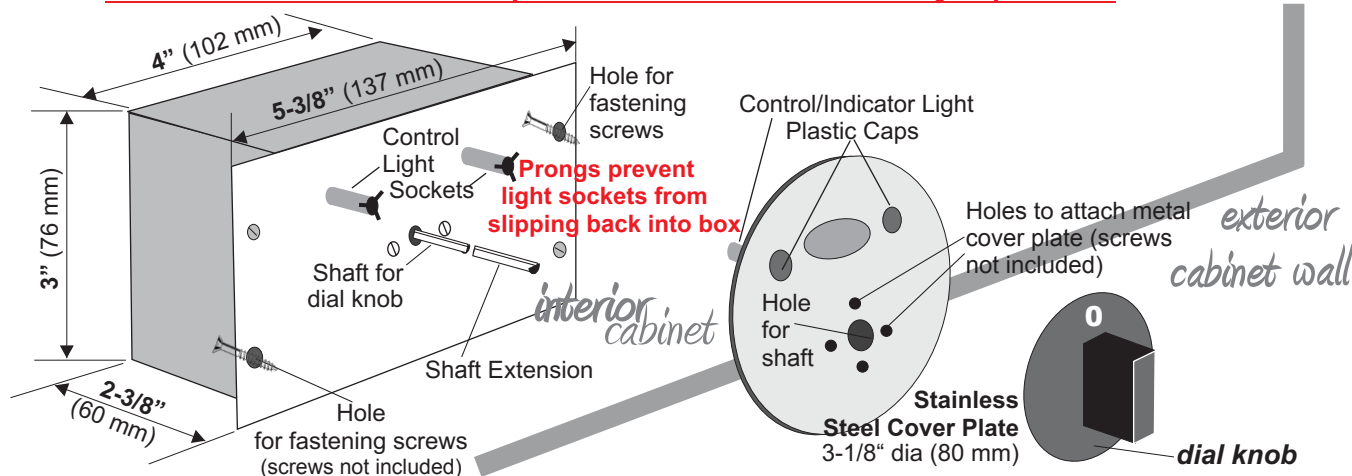 4” (102 mm)
5-3/8” (137 mm)
3” (76 mm)
2-3/8”
(60 mm)
Hole for
fastening
screws
Control
Light
Sockets
Prongs prevent
light sockets from
slipping back into box
Shaft for
dial knob
Shaft Extension
interior
cabinet
Hole
for fastening screws
(screws not included)
Control/Indicator Light
Plastic Caps
Holes to attach metal
cover plate (screws
not included)
Hole
for
shaft
exterior
cabinet wall
0
Stainless
Steel Cover Plate
3-1/8“ dia (80 mm)
dial knob